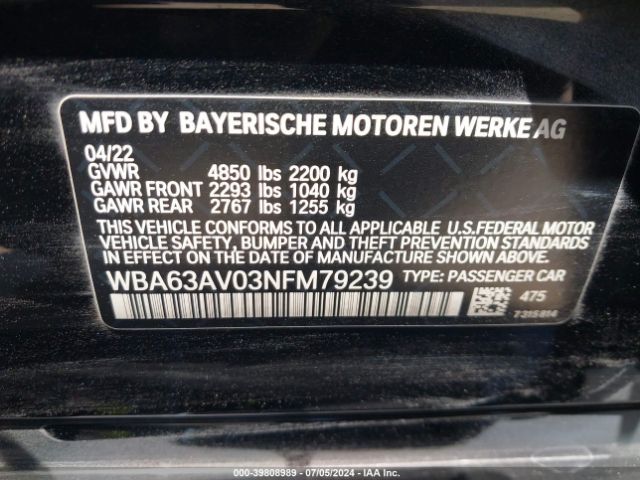 MFD BY BAYERISCHE MOTOREN WERKE AG
04/22
GVWR 4850 lbs 2200 kg
GAWR FRONT 2293 lbs 1040 kg
GAWR REAR 2767 lbs 1255 kg
THIS VEHICLE CONFORMS TO ALL APPLICABLE U.S.FEDERAL MOTOR
VEHICLE SAFETY, BUMPER AND THEFT PREVENTION STANDARDS IN
EFFECT ON THE DATE OF MANUFACTURE SHOWN ABOVE.
WBA63AV03NFM79239 TYPE: PASSENGER CAR
475
7315814
000-39808989 - 07/05/2024 - IAA Inc.